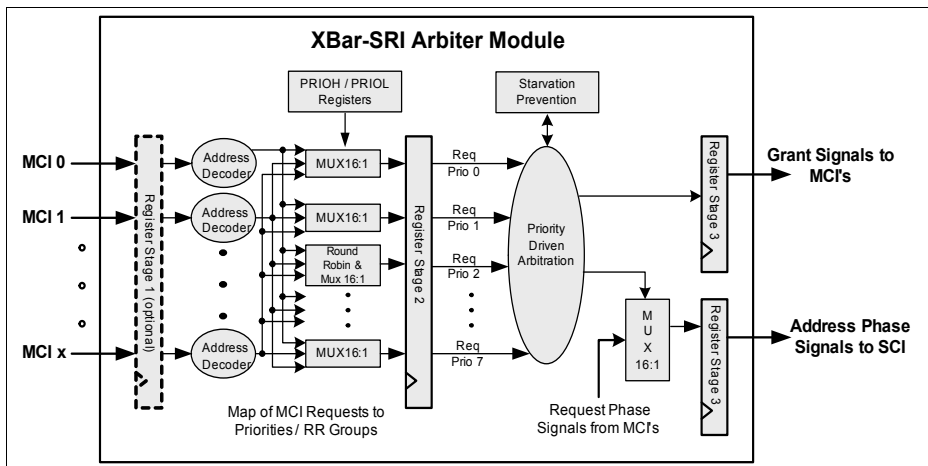 XBar-SRI Arbiter Module
PRIOH / PRIOL
Registers
Starvation
Prevention
MCI 0
MCI 1
MCI x
Register Stage 1 (optional)
Address
Decoder
Address
Decoder
Address
Decoder
MUX16:1
MUX16:1
Round
Robin &
Mux 16:1
MUX16:1
Map of MCI Requests to
Priorities / RR Groups
Register Stage 2
Req
Prio 0
Req
Prio 1
Req
Prio 2
Req
Prio 7
Priority
Driven
Arbitration
M
U
X
16:1
Request Phase
Signals from MCI's
Register Stage 3
Register Stage 3
Grant Signals to
MCI's
Address Phase
Signals to SCI